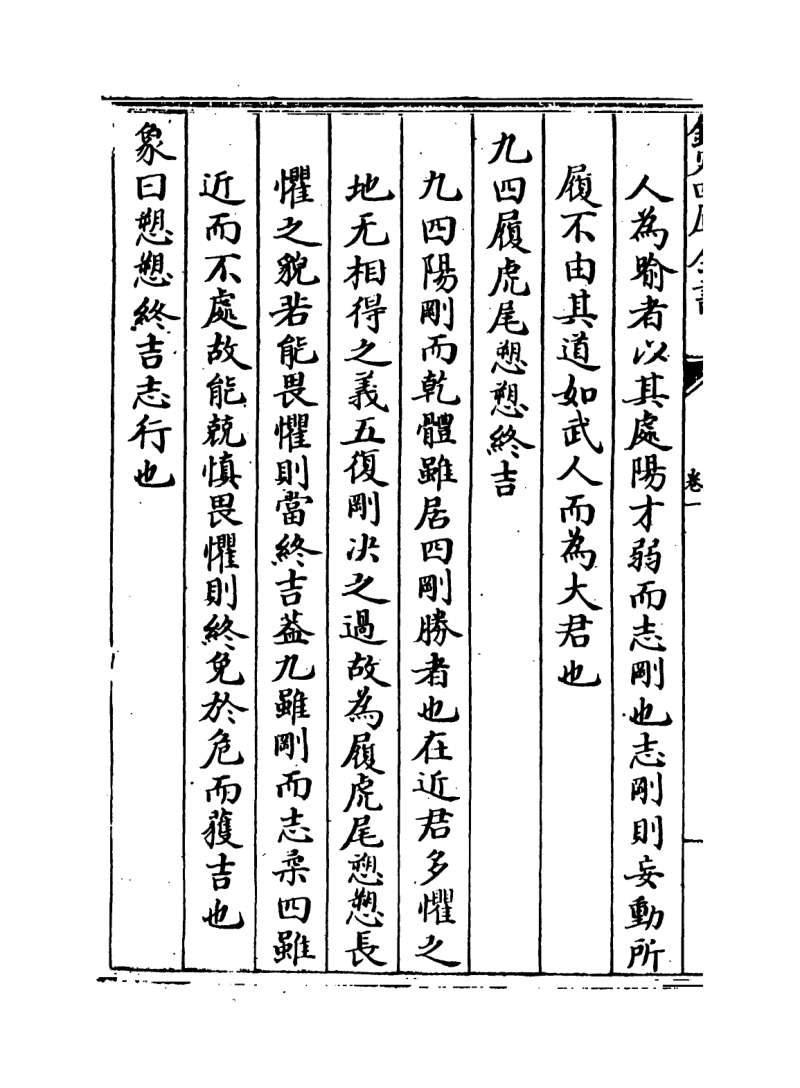 人為喻者以其處陽才弱而志剛也志剛則妄動所
履不由其道如武人而為大君也
九四履虎尾愬愬終吉
九四陽剛而乾體雖居四剛勝者也在近君多懼之
地无相得之義五復剛决之過故為履虎尾愬愬長
懼之貌若能畏懼則當終吉葢九雖剛而志柔四雖
近而不處故能兢慎畏懼則終免於危而獲吉也
象曰愬愬終吉志行也
卷一